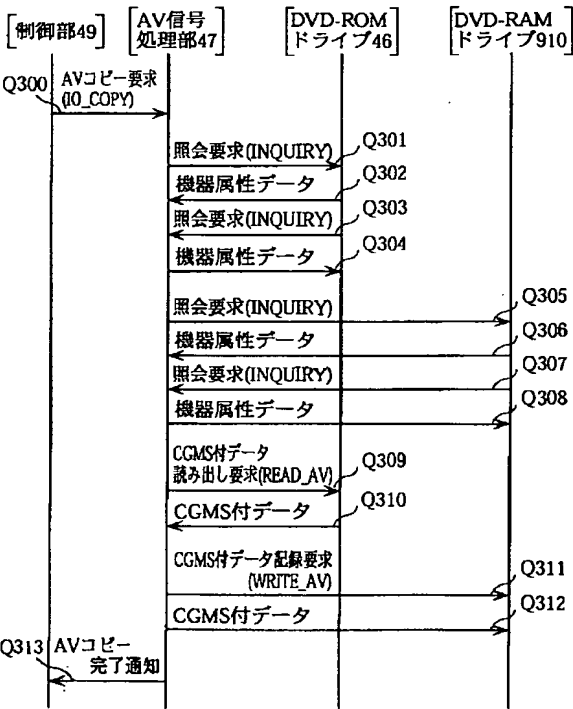 制御部49
AV信号
処理部47
DVD-ROM
ドライブ46
DVD-RAM
ドライブ910
Q300
AVコピー要求
(IO_COPY)
照会要求(INQUIRY)
Q301
機器属性データ
Q302
照会要求(INQUIRY)
Q303
機器属性データ
Q304
照会要求(INQUIRY)
Q305
機器属性データ
Q306
照会要求(INQUIRY)
Q307
機器属性データ
Q308
CGMS付データ
読み出し要求(READ_AV)
Q309
CGMS付データ
Q310
CGMS付データ記録要求
(WRITE_AV)
Q311
CGMS付データ
Q312
Q313
AVコピー
完了通知